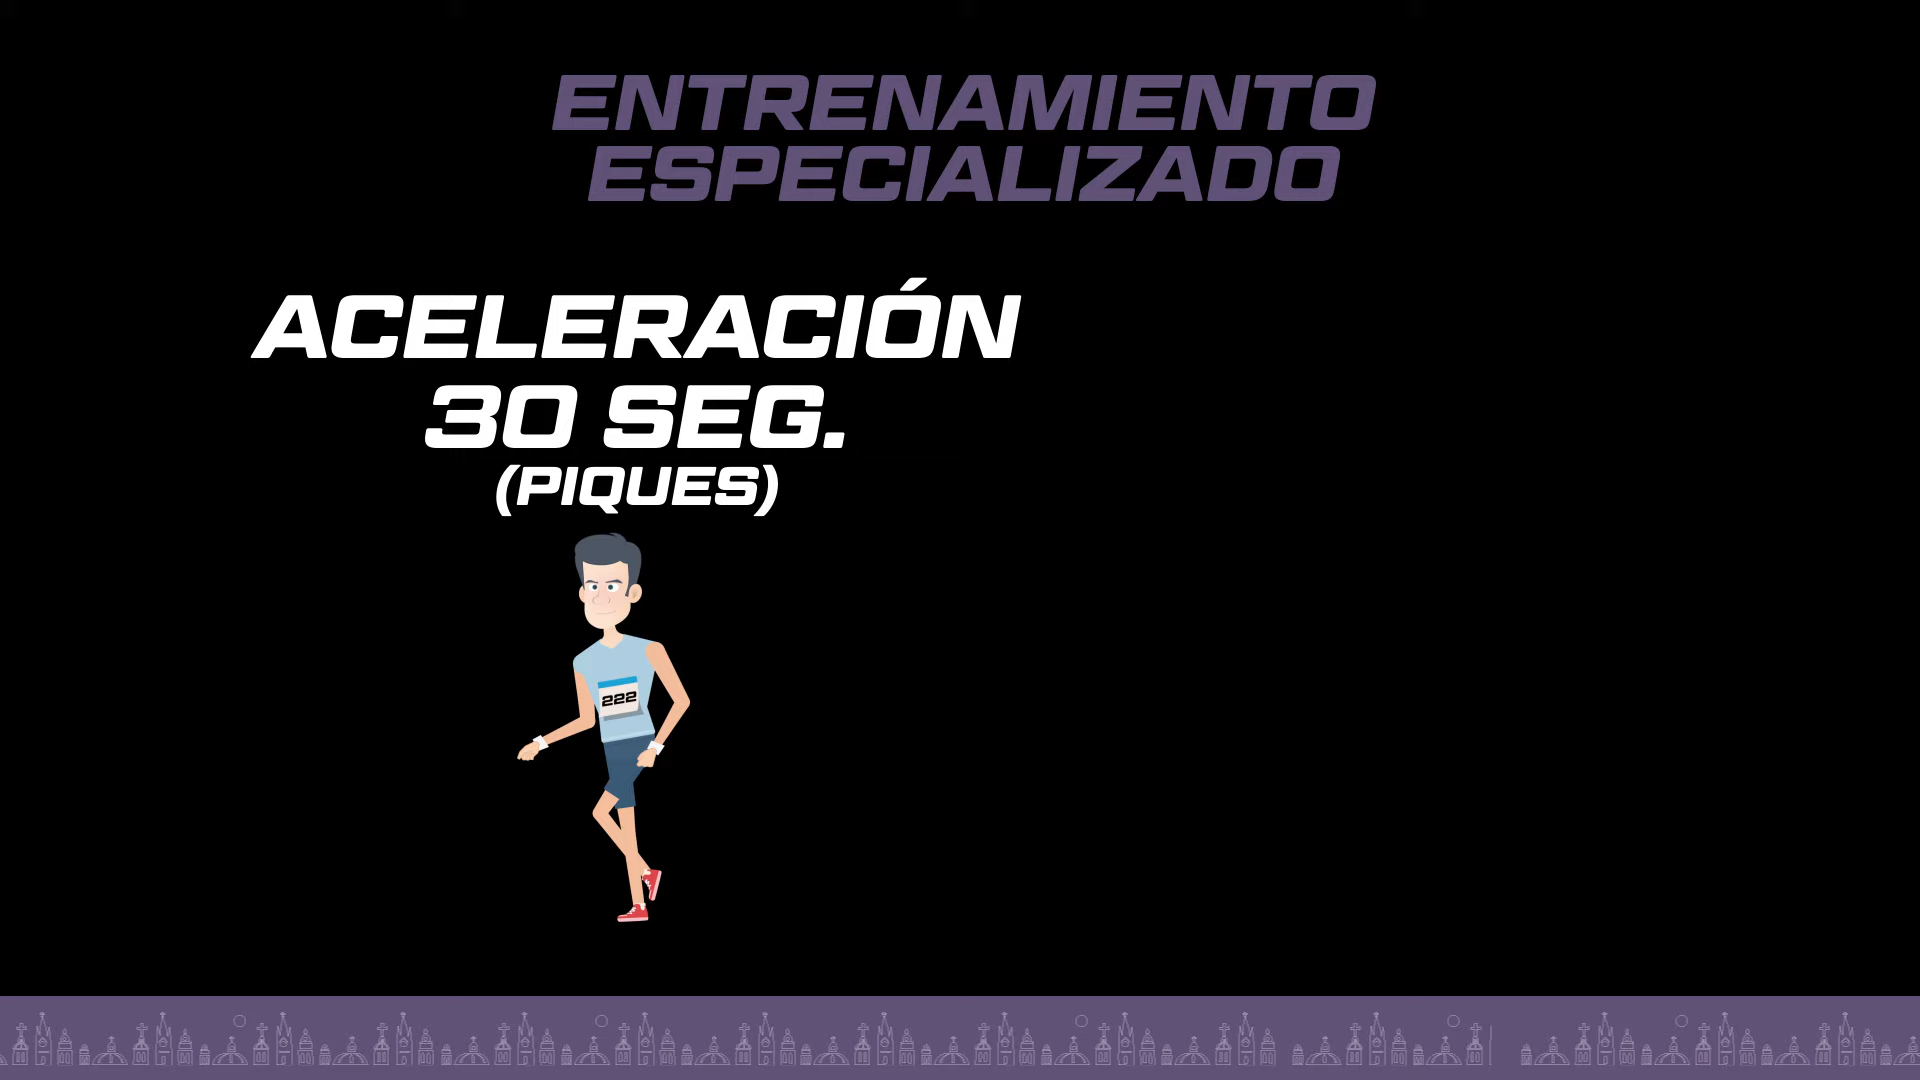 ENTRENAMIENTO
ESPECIALIZADO
ACELERACIÓN
30 SEG.
(PIQUES)
222